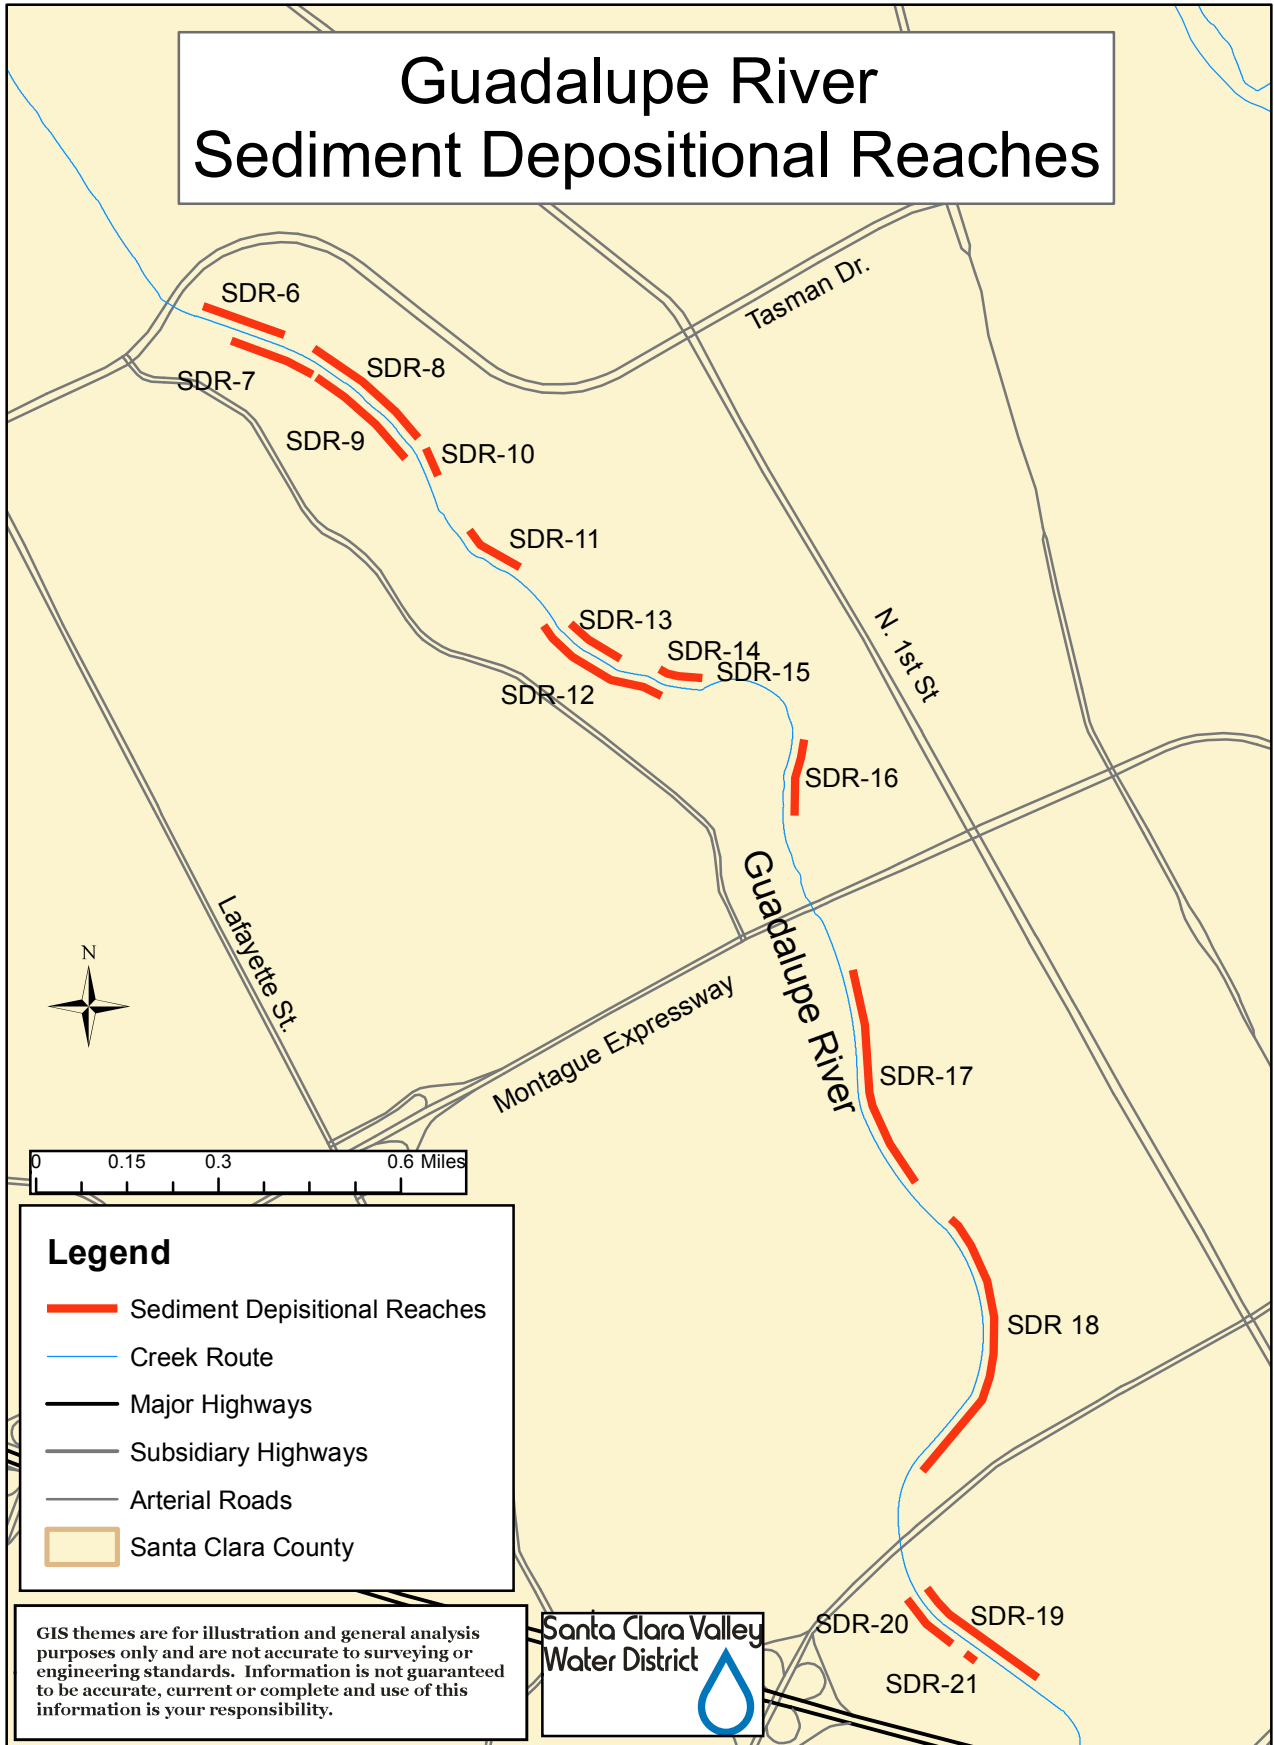 Guadalupe River
Sediment Depositional Reaches
Tasman Dr.
SDR-6
SDR-8
SDR-7
SDR-9
SDR-10
SDR-11
SDR-13
SDR-14
SDR-15
SDR-12
N. 1st St
SDR-16
Guadalupe River
Lafayette St.
N
Montague Expressway
SDR-17
0 0.15 0.3 0.6 Miles
Legend
Sediment Depisitional Reaches
Creek Route
Major Highways
Subsidiary Highways
Arterial Roads
Santa Clara County
SDR 18
SDR-19
SDR-20
SDR-21
GIS themes are for illustration and general analysis
purposes only and are not accurate to surveying or
engineering standards. Information is not guaranteed
to be accurate, current or complete and use of this
information is your responsibility.
Santa Clara Valley
Water District